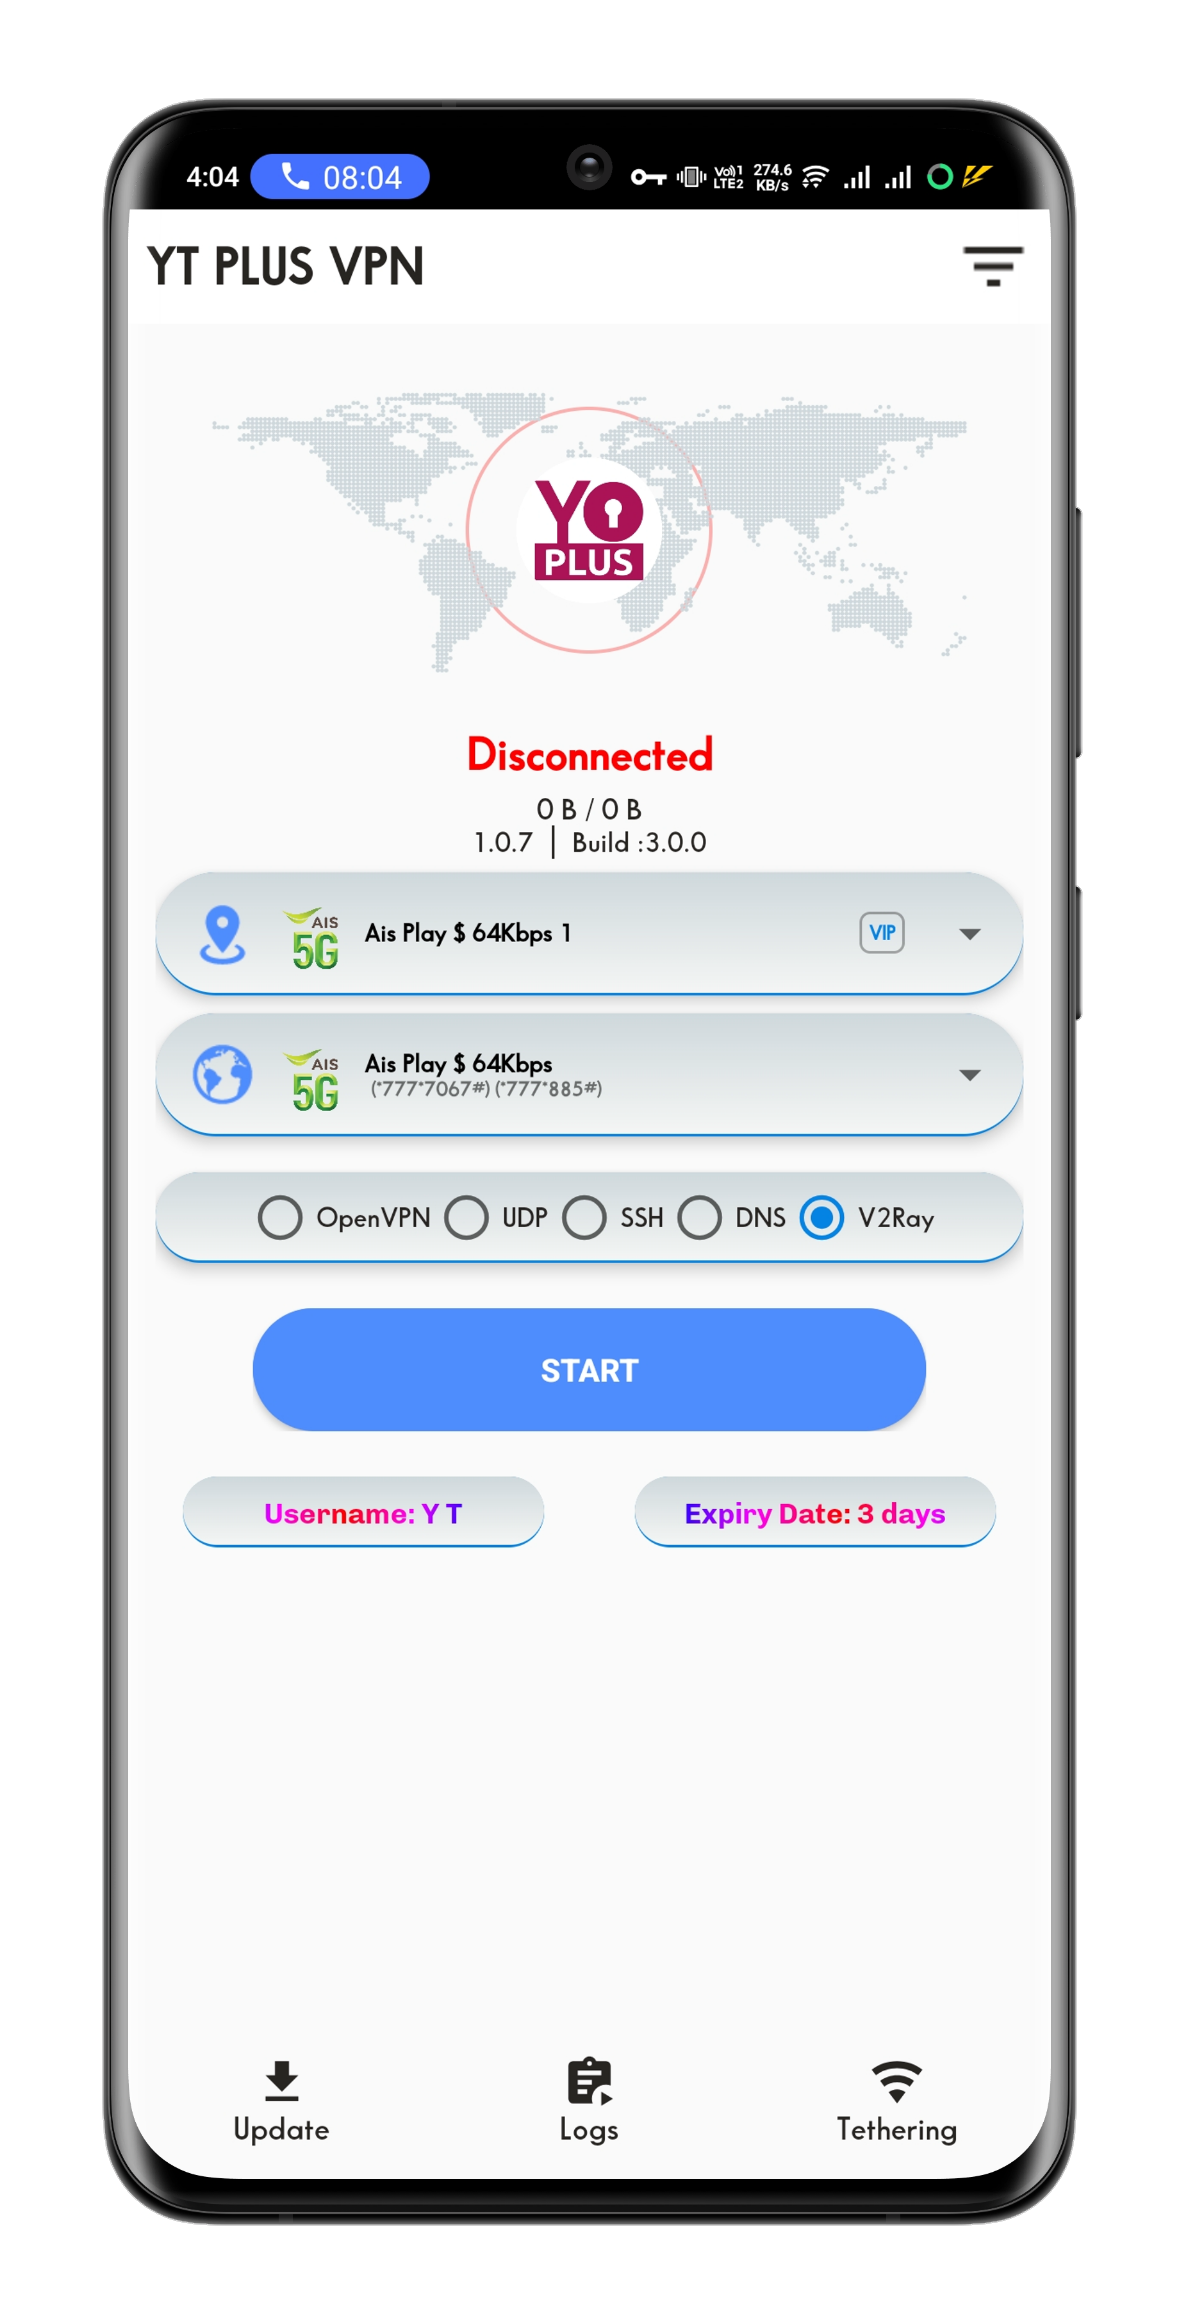 4:04 08:04 Vo)) 1 LTE2 274.6 KB/s
YT PLUS VPN
YO
PLUS
Disconnected
0 B / 0 B
1.0.7 | Build :3.0.0
AIS 5G Ais Play $ 64Kbps 1 VIP
AIS 5G Ais Play $ 64Kbps
(*777*7067#) (*777*885#)
OpenVPN UDP SSH DNS V2Ray
START
Username: Y T Expiry Date: 3 days
Update Logs Tethering